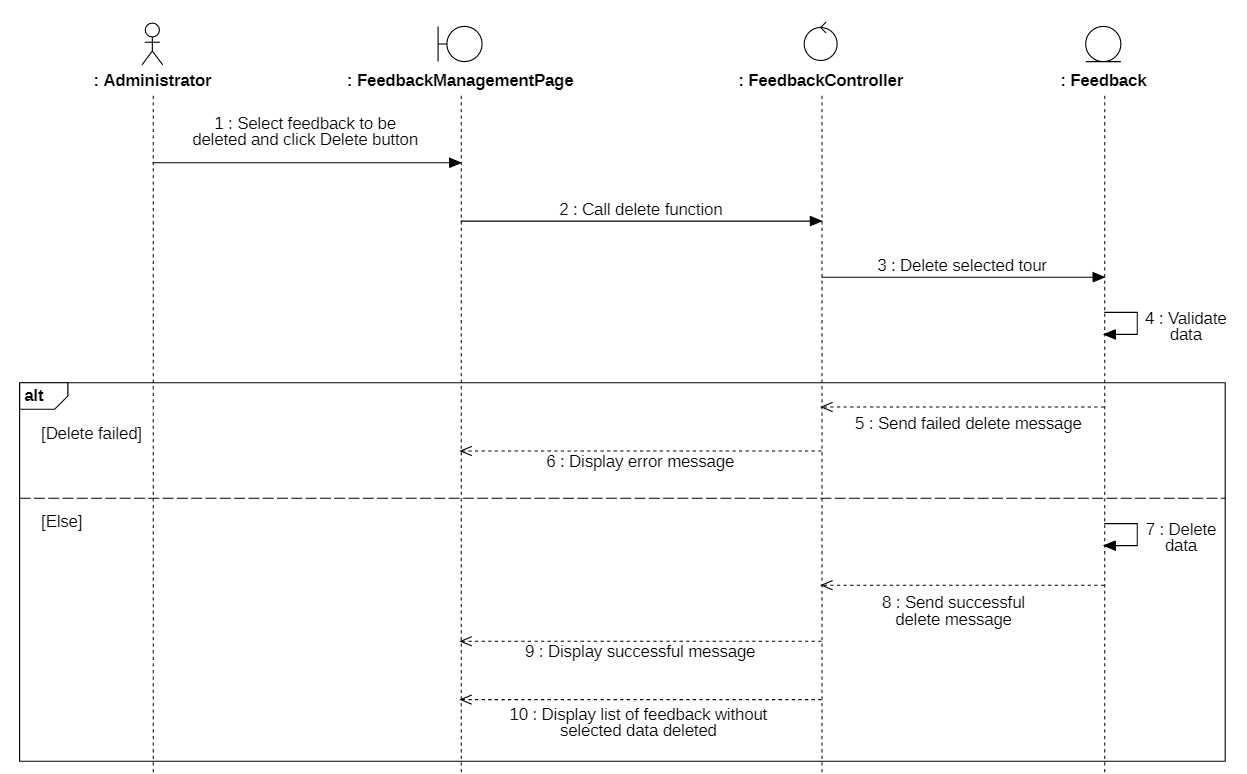 : Administrator
: FeedbackManagementPage
: FeedbackController
: Feedback
1 : Select feedback to be
deleted and click Delete button
2 : Call delete function
3 : Delete selected tour
4 : Validate
data
alt
[Delete failed]
5 : Send failed delete message
6 : Display error message
[Else]
7 : Delete
data
8 : Send successful
delete message
9 : Display successful message
10 : Display list of feedback without
selected data deleted